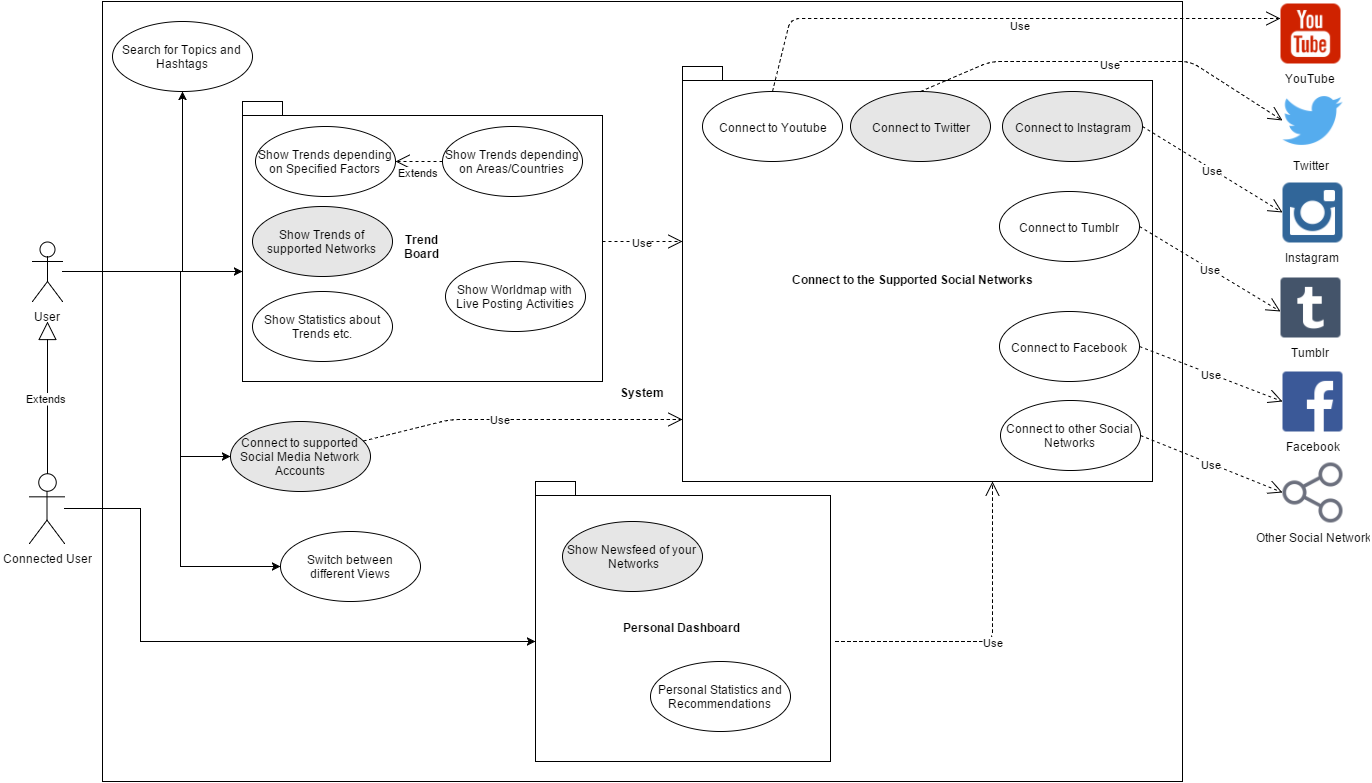 Search for Topics and
Hashtags
User
Extends
Connected User
Show Trends depending
on Specified Factors
Extends
Show Trends depending
on Areas/Countries
Show Trends of
supported Networks
Trend
Board
Show Worldmap with
Live Posting Activities
Show Statistics about
Trends etc.
Use
System
Connect to supported
Social Media Network
Accounts
Use
Switch between
different Views
Show Newsfeed of your
Networks
Personal Dashboard
Personal Statistics and
Recommendations
Use
Connect to Youtube
Connect to Twitter
Connect to Instagram
Connect to Tumblr
Connect to the Supported Social Networks
Connect to Facebook
Connect to other Social
Networks
Use
Use
Use
Use
Use
Use
You
Tube
YouTube
Twitter
Instagram
t
Tumblr
f
Facebook
Other Social Network